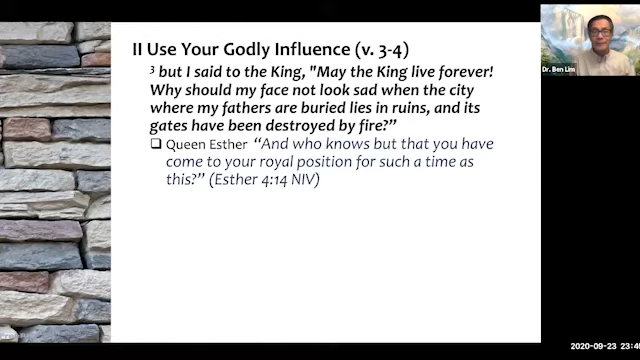 II Use Your Godly Influence (v. 3-4)
3 but I said to the King, "May the King live forever!
Why should my face not look sad when the city
where my fathers are buried lies in ruins, and its
gates have been destroyed by fire?”
Queen Esther “And who knows but that you have
come to your royal position for such a time as
this?” (Esther 4:14 NIV)
Dr. Ben Lim
2020-09-23 23:4